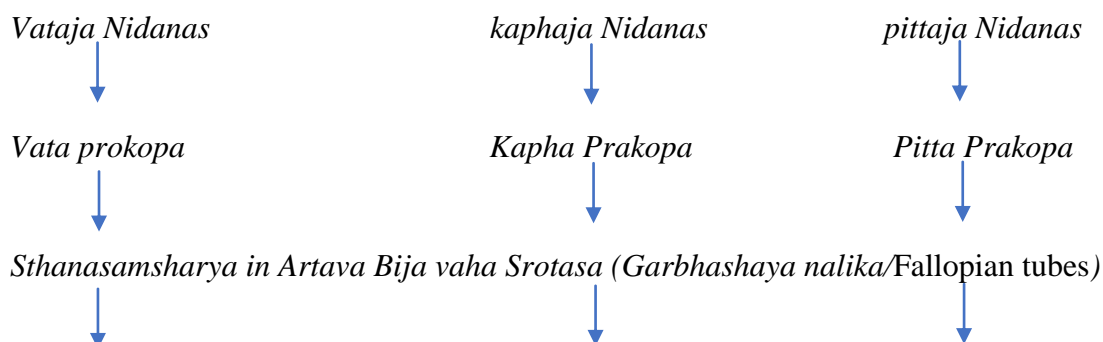 Vataja Nidanas kaphaja Nidanas pittaja Nidanas
Vata prokopa Kapha Prakopa Pitta Prakopa
Sthanasamsharya in Artava Bija vaha Srotasa (Garbhashaya nalika/Fallopian tubes)